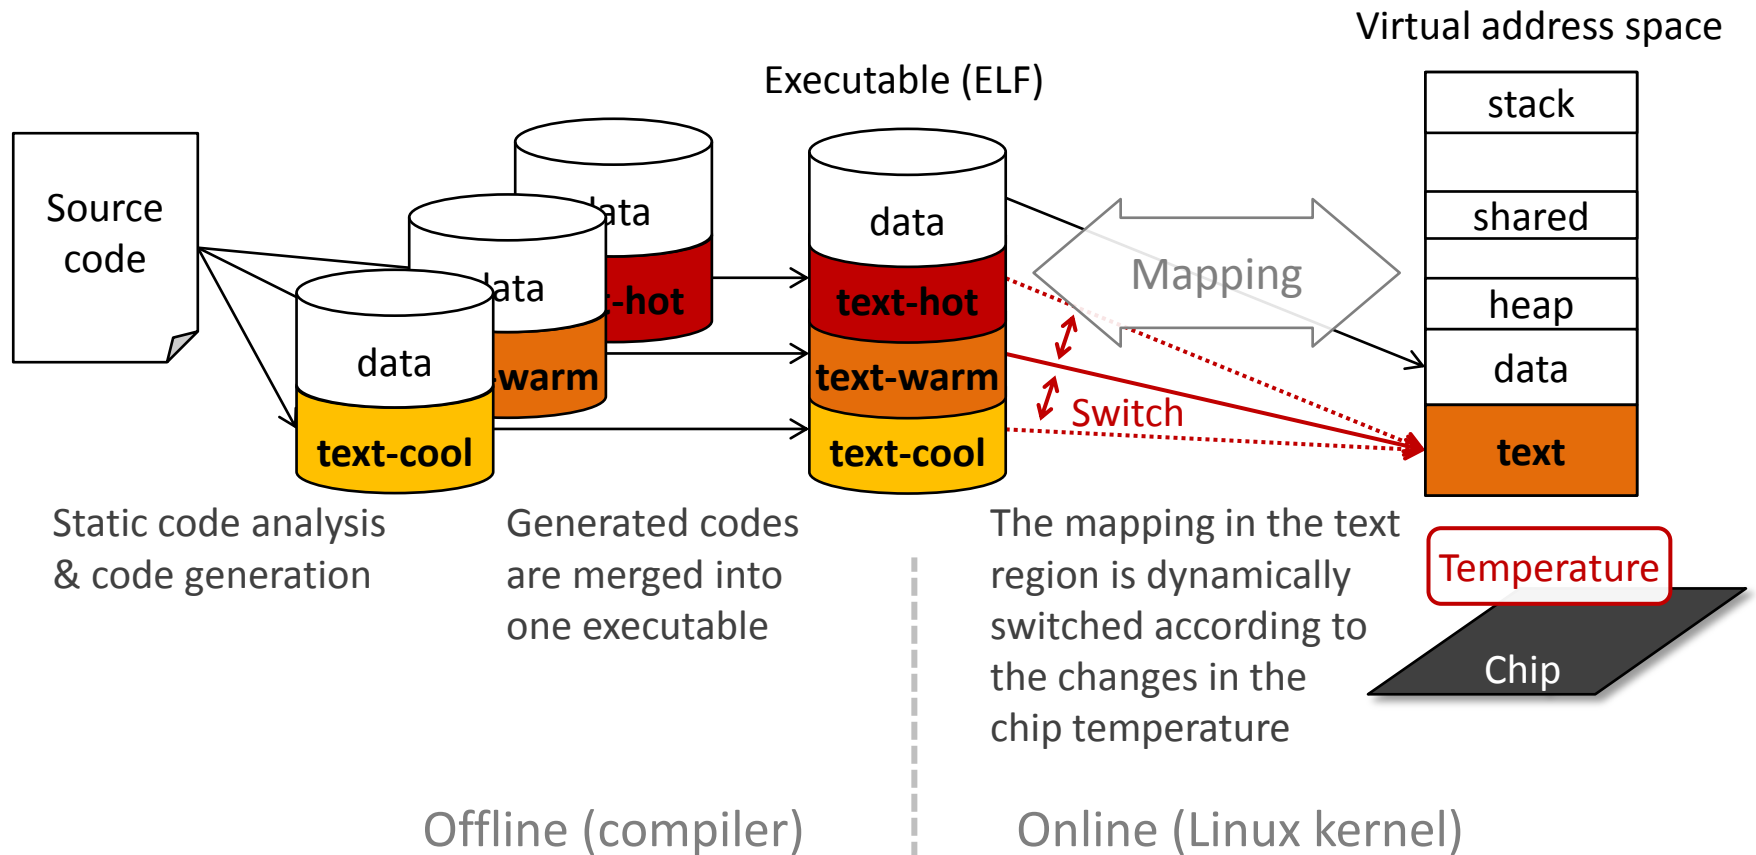 Virtual address space
Executable (ELF)
Source
code
data
text-hot
data
text-warm
data
text-cool
data
text-hot
text-warm
text-cool
Mapping
Switch
stack
shared
heap
data
text
Static code analysis
& code generation
Generated codes
are merged into
one executable
The mapping in the text
region is dynamically
switched according to
the changes in the
chip temperature
Temperature
Chip
Offline (compiler)
Online (Linux kernel)